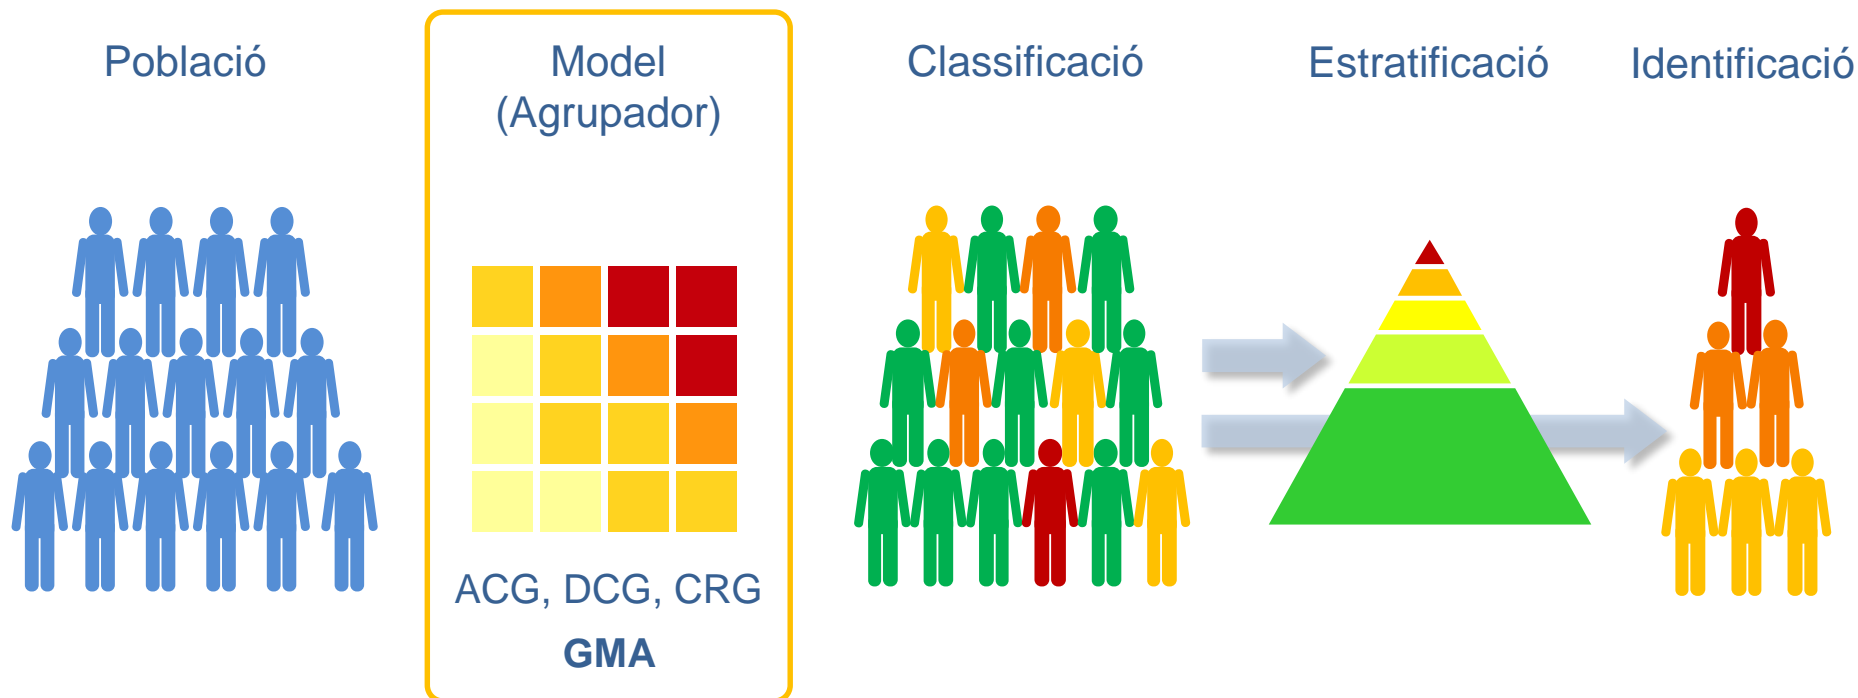 Població
Model
(Agrupador)
Classificació
Estratificació
Identificació
ACG, DCG, CRG
GMA